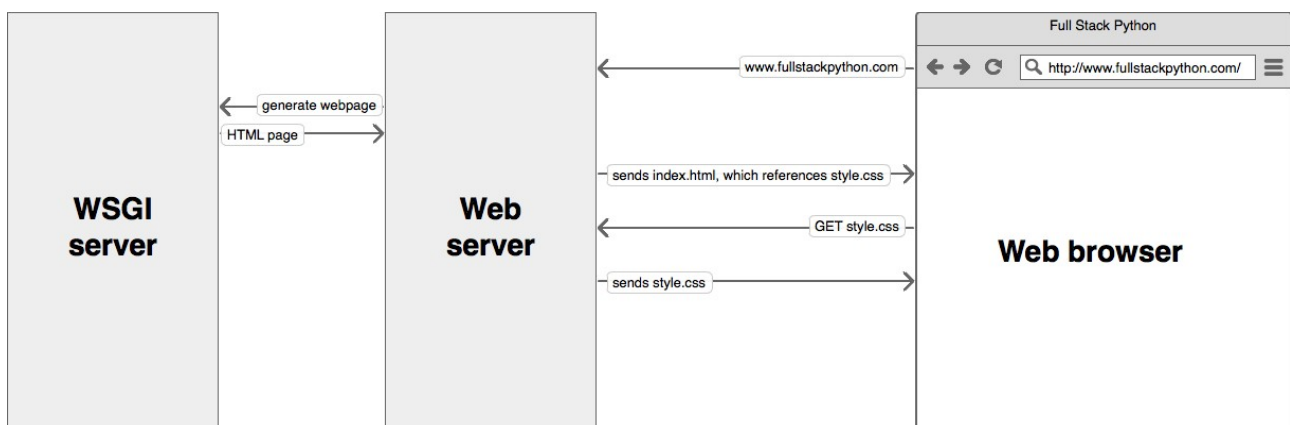 Full Stack Python
www.fullstackpython.com
http://www.fullstackpython.com/
generate webpage
HTML page
sends index.html, which references style.css
WSGI
server
Web
server
GET style.css
Web browser
sends style.css